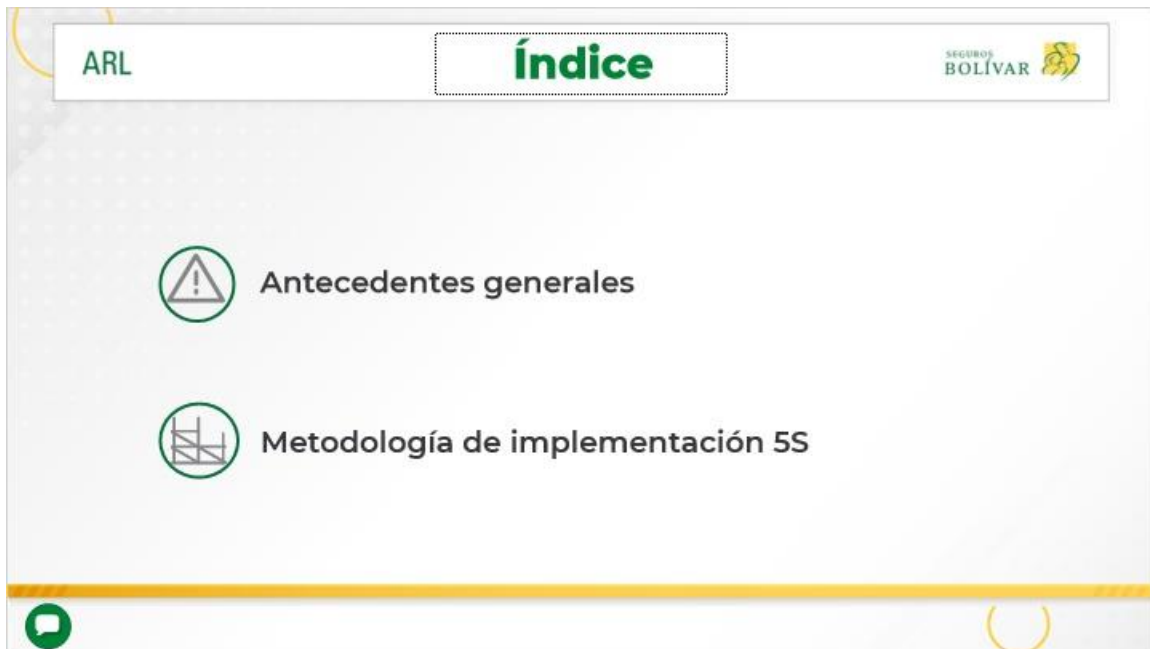 ARL
Índice
SEGUROS
BOLÍVAR
Antecedentes generales
Metodología de implementación 5S